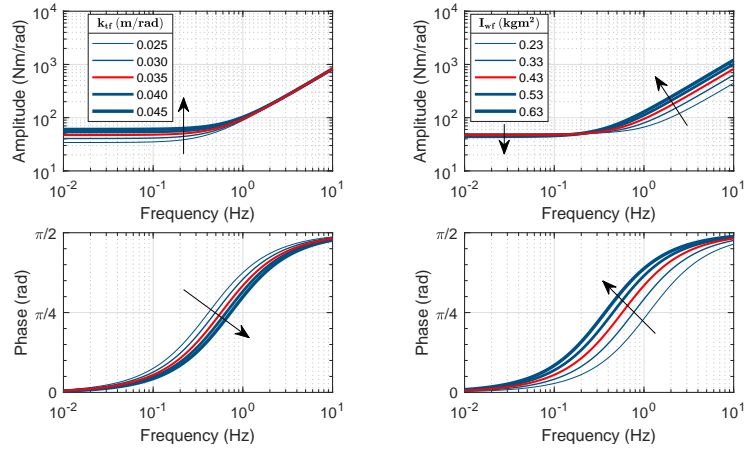 k_tf (m/rad)
0.025
0.030
0.035
0.040
0.045
Amplitude (Nm/rad)
10^4
10^3
10^2
10^1
10^-2
10^-1
10^0
10^1
Frequency (Hz)
I_wf (kgm²)
0.23
0.33
0.43
0.53
0.63
Amplitude (Nm/rad)
10^4
10^3
10^2
10^1
10^-2
10^-1
10^0
10^1
Frequency (Hz)
Phase (rad)
π/2
π/4
0
10^-2
10^-1
10^0
10^1
Frequency (Hz)
Phase (rad)
π/2
π/4
0
10^-2
10^-1
10^0
10^1
Frequency (Hz)